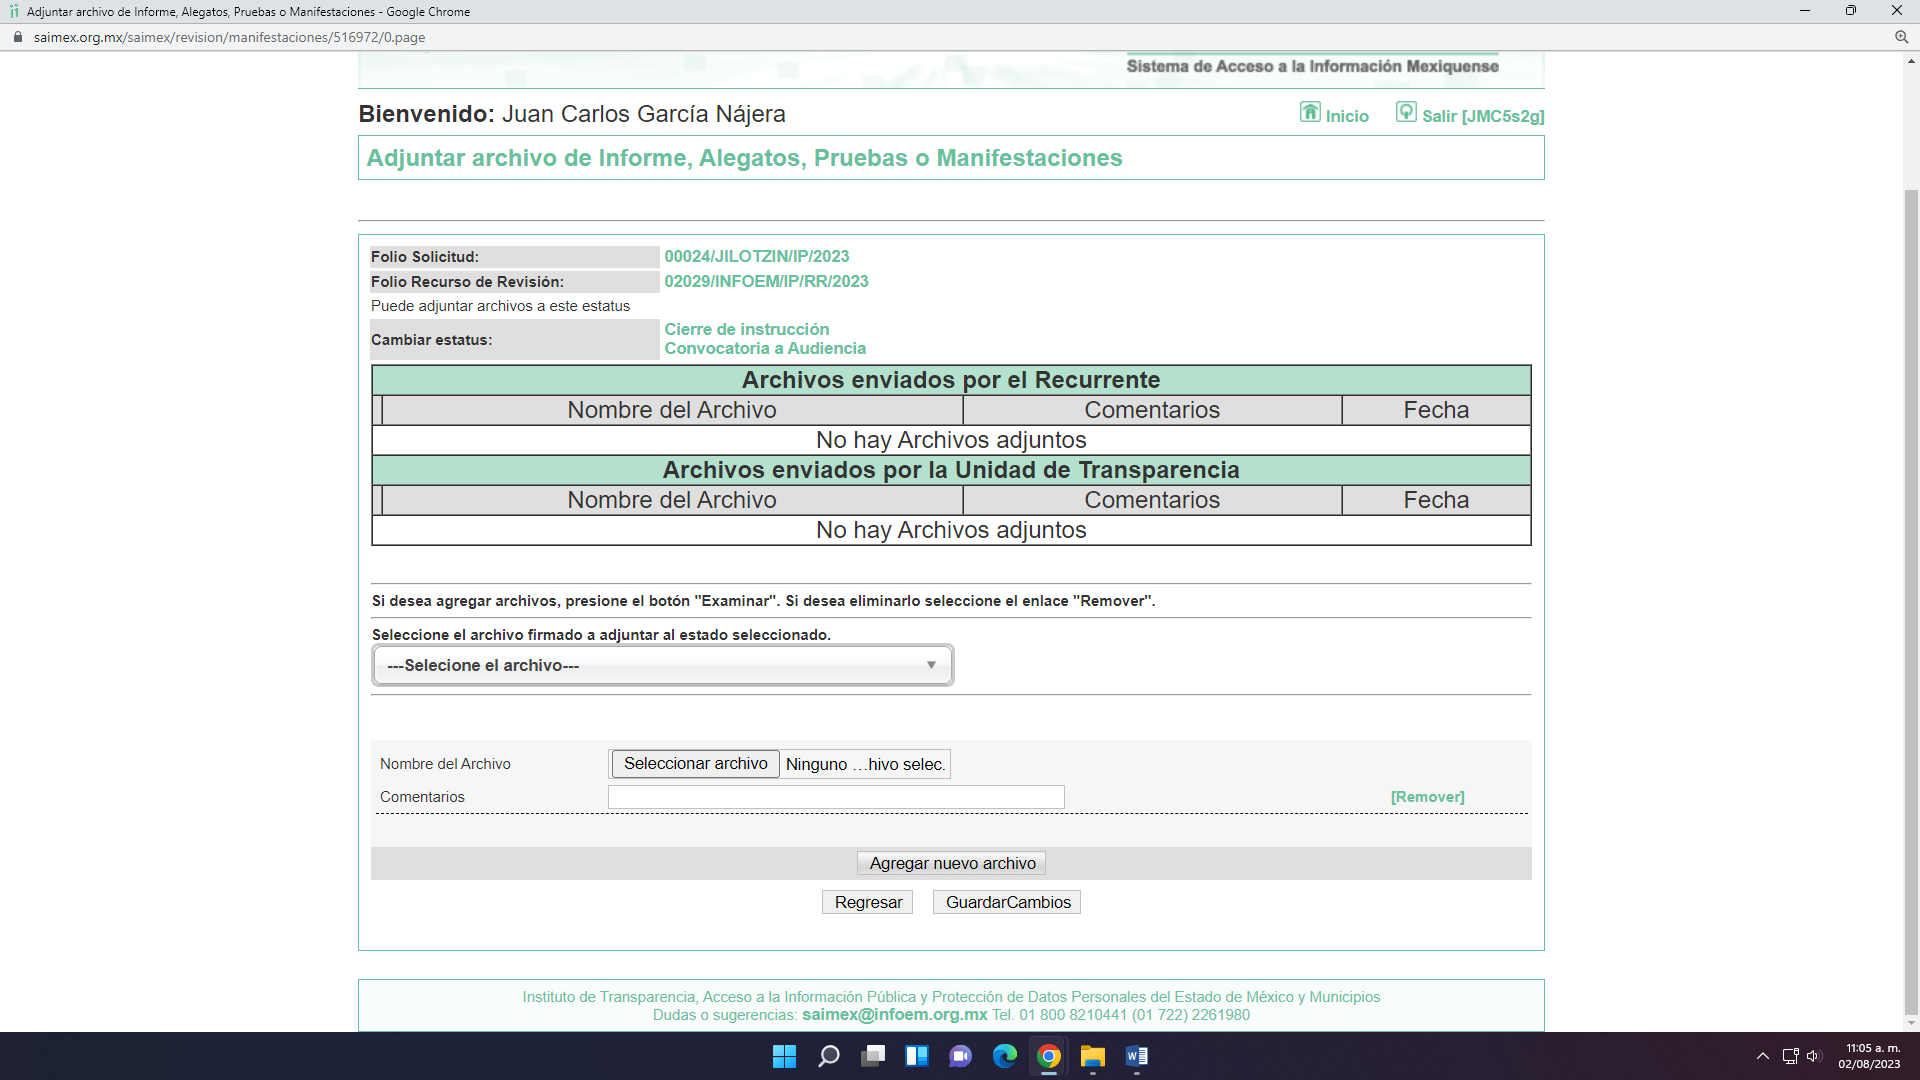 Adjuntar archivo de Informe, Alegatos, Pruebas o Manifestaciones - Google Chrome
saimex.org.mx/saimex/revision/manifestaciones/516972/0.page
Sistema de Acceso a la Información Mexiquense
Bienvenido: Juan Carlos García Nájera Inicio Salir [JMC5s2g]
Adjuntar archivo de Informe, Alegatos, Pruebas o Manifestaciones
Folio Solicitud: 00024/JILOTZIN/IP/2023
Folio Recurso de Revisión: 02029/INFOEM/IP/RR/2023
Puede adjuntar archivos a este estatus
Cambiar estatus: Cierre de instrucción
Convocatoria a Audiencia
Archivos enviados por el Recurrente
Nombre del Archivo Comentarios Fecha
No hay Archivos adjuntos
Archivos enviados por la Unidad de Transparencia
Nombre del Archivo Comentarios Fecha
No hay Archivos adjuntos
Si desea agregar archivos, presione el botón "Examinar". Si desea eliminarlo seleccione el enlace "Remover".
Seleccione el archivo firmado a adjuntar al estado seleccionado.
---Selecione el archivo---
Nombre del Archivo Seleccionar archivo Ninguno ...hivo selec.
Comentarios [Remover]
Agregar nuevo archivo
Regresar GuardarCambios
Instituto de Transparencia, Acceso a la Información Pública y Protección de Datos Personales del Estado de México y Municipios
Dudas o sugerencias: saimex@infoem.org.mx Tel. 01 800 8210441 (01 722) 2261980
11:05 a. m.
02/08/2023